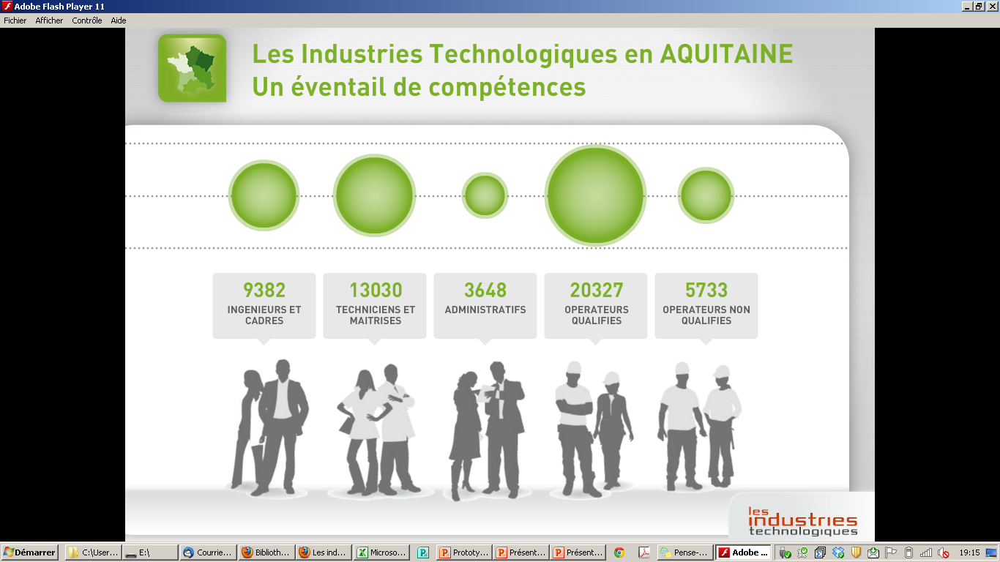 Adobe Flash Player 11
Fichier Afficher Contrôle Aide
Les Industries Technologiques en AQUITAINE
Un éventail de compétences
9382
INGENIEURS ET
CADRES
13030
TECHNICIENS ET
MAITRISES
3648
ADMINISTRATIFS
20327
OPERATEURS
QUALIFIES
5733
OPERATEURS NON
QUALIFIES
les
industries
technologiques
Démarrer C:\User... E:\ Courrie... Biblioth... Les ind... Microso... Prototy... Présent... Présent... Pense-... Adobe ... 19:15